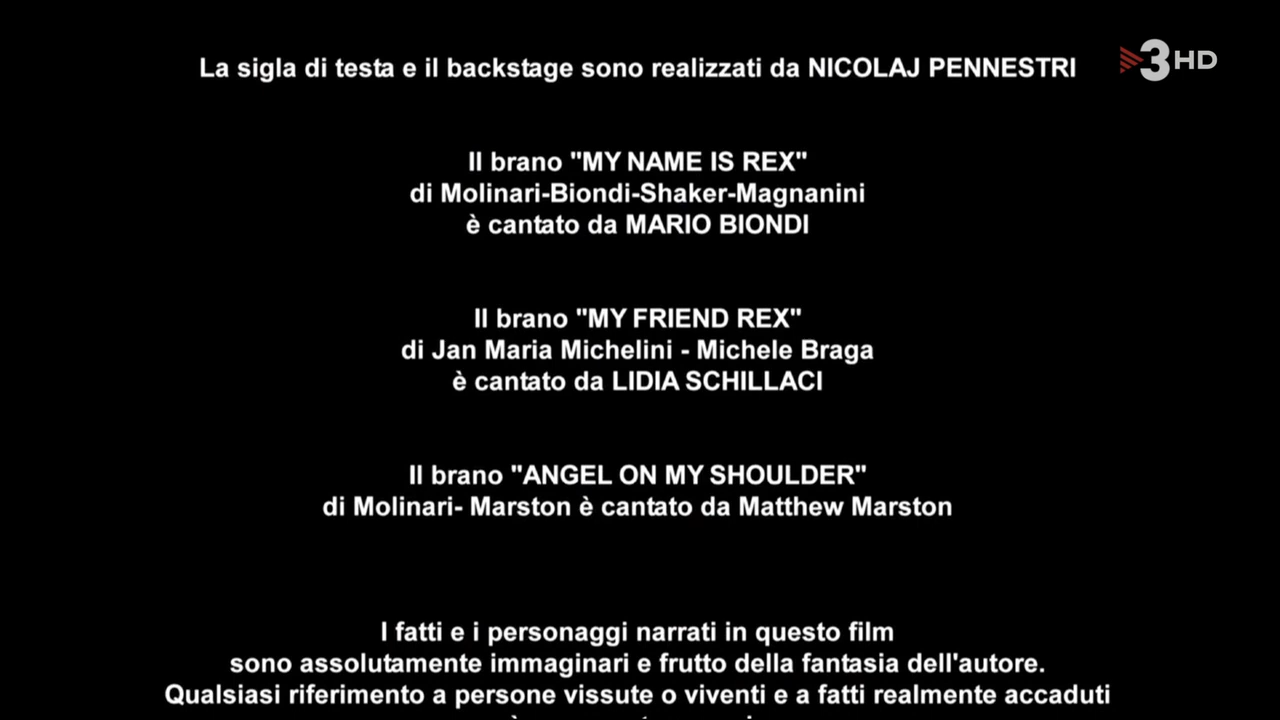 La sigla di testa e il backstage sono realizzati da NICOLAJ PENNESTRI
3HD
Il brano "MY NAME IS REX"
di Molinari-Biondi-Shaker-Magnanini
è cantato da MARIO BIONDI
Il brano "MY FRIEND REX"
di Jan Maria Michelini - Michele Braga
è cantato da LIDIA SCHILLACI
Il brano "ANGEL ON MY SHOULDER"
di Molinari- Marston è cantato da Matthew Marston
I fatti e i personaggi narrati in questo film
sono assolutamente immaginari e frutto della fantasia dell'autore.
Qualsiasi riferimento a persone vissute o viventi e a fatti realmente accaduti